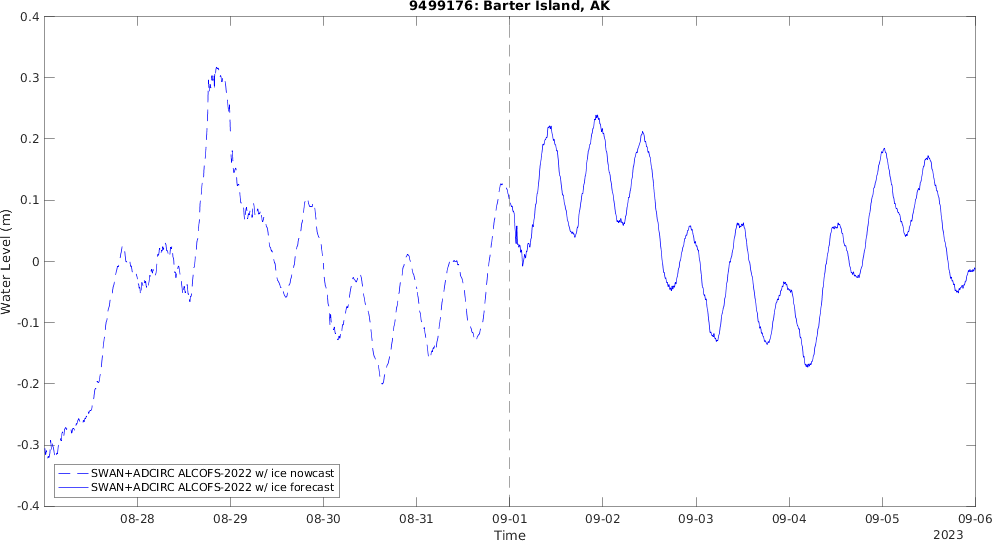 9499176: Barter Island, AK
0.4
0.3
0.2
0.1
0
-0.1
-0.2
-0.3
-0.4
Water Level (m)
SWAN+ADCIRC ALCOFS-2022 w/ ice nowcast
SWAN+ADCIRC ALCOFS-2022 w/ ice forecast
08-28 08-29 08-30 08-31 09-01 09-02 09-03 09-04 09-05 09-06
Time
2023